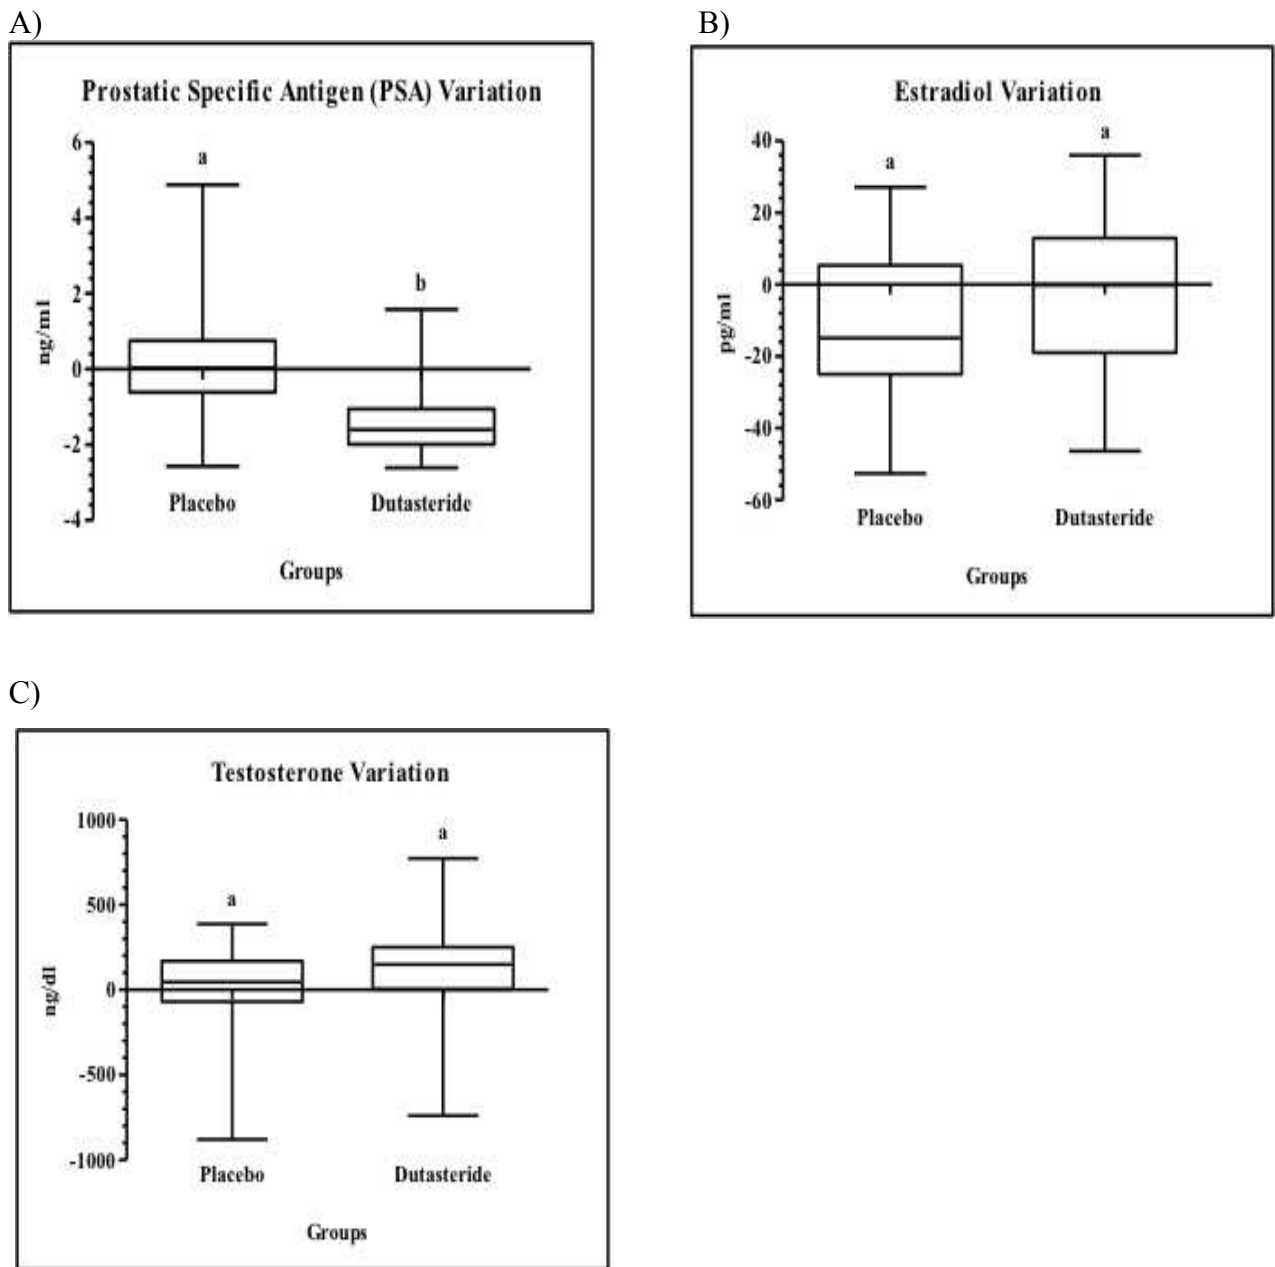 A)
Prostatic Specific Antigen (PSA) Variation
6
4
2
0
-2
-4
ng/ml
a
b
Placebo
Dutasteride
Groups
B)
Estradiol Variation
40
20
0
-20
-40
-60
pg/ml
a
a
Placebo
Dutasteride
Groups
C)
Testosterone Variation
1000
500
0
-500
-1000
ng/dl
a
a
Placebo
Dutasteride
Groups